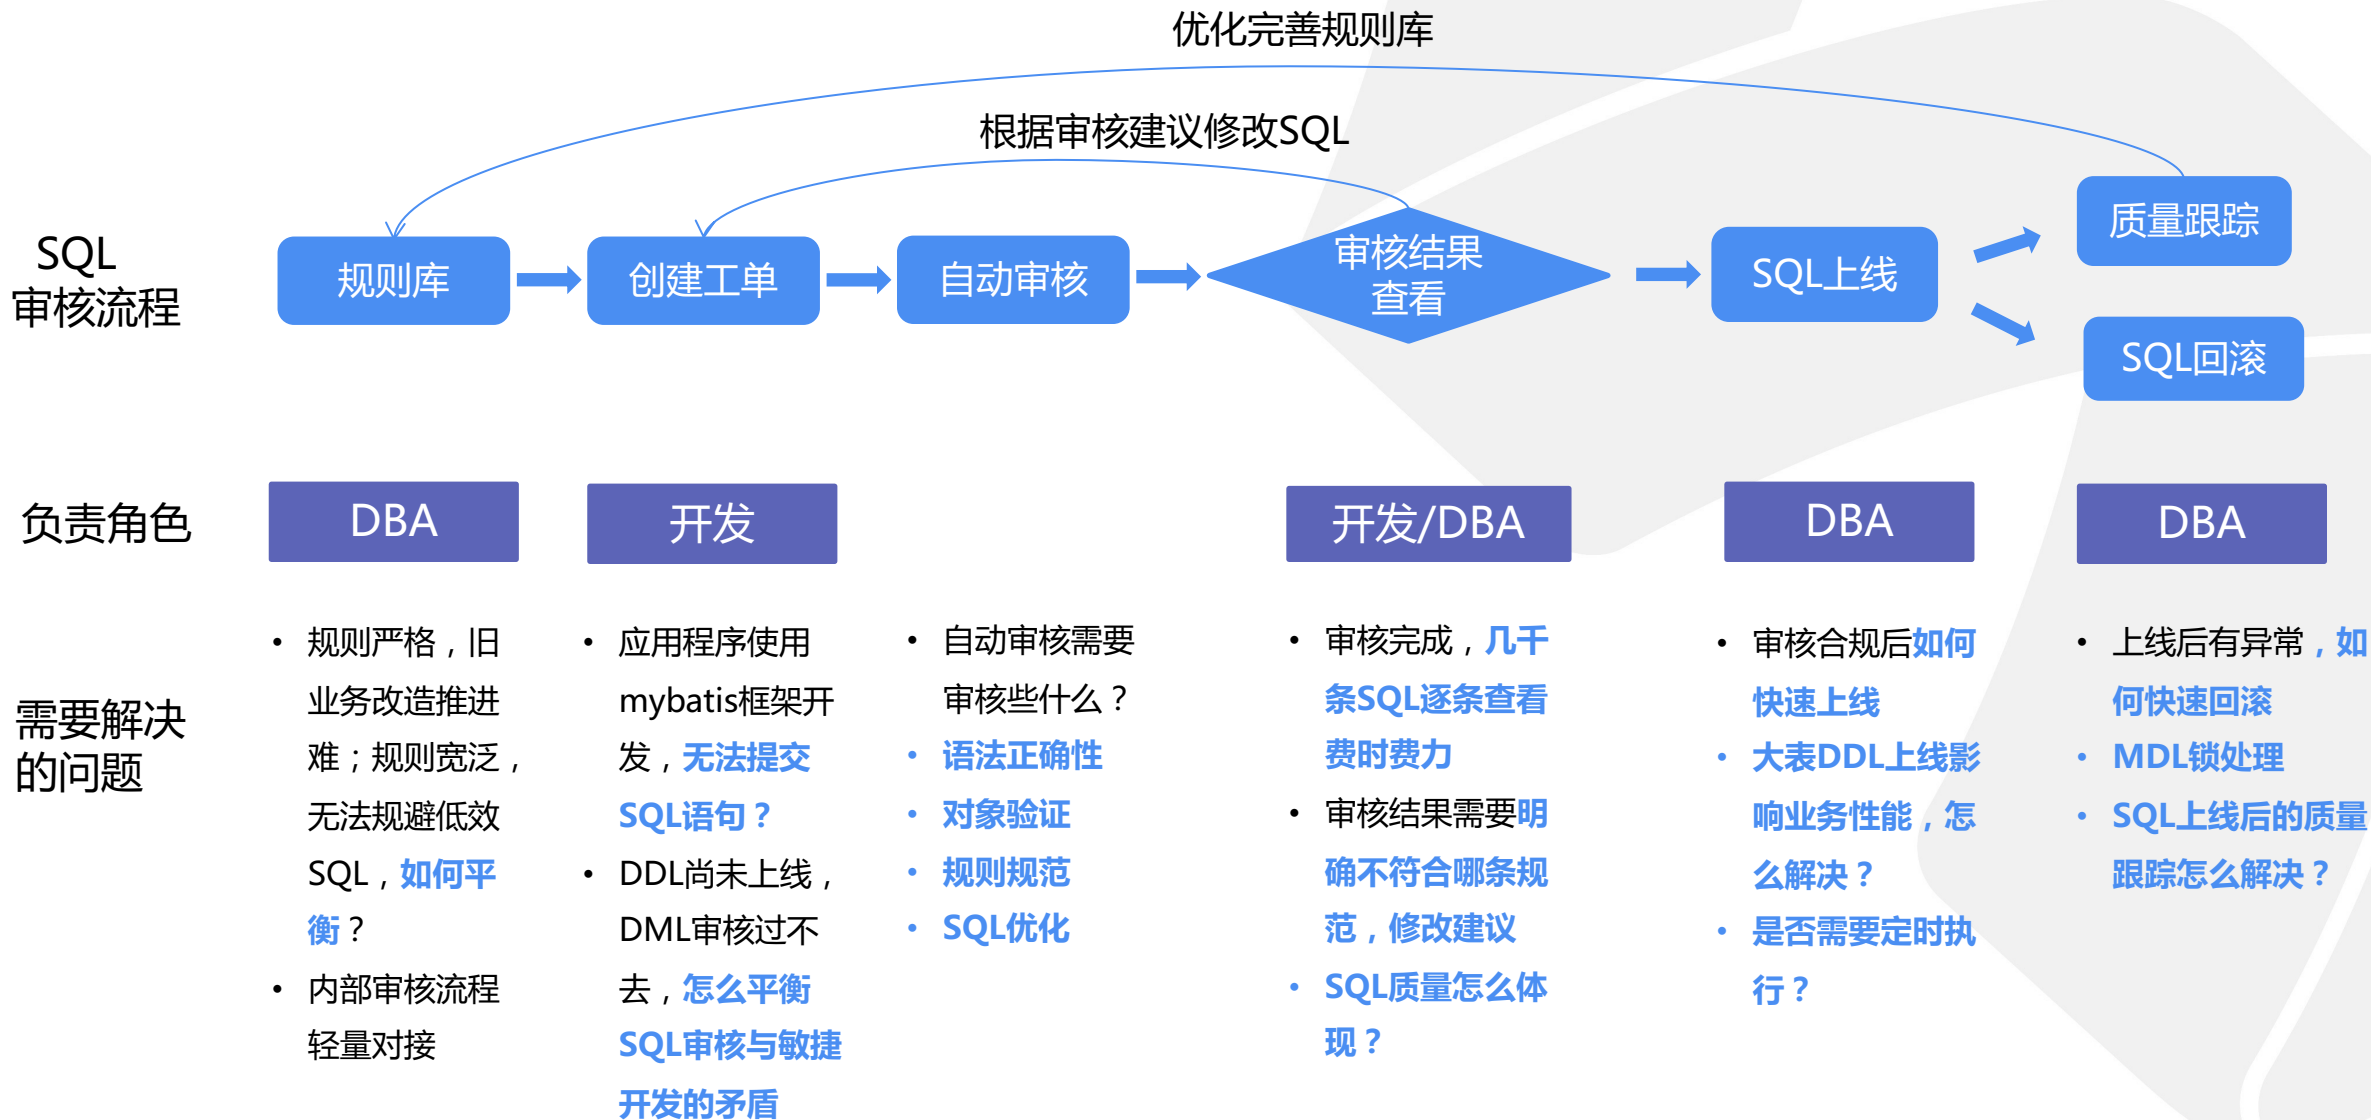 优化完善规则库
根据审核建议修改SQL
SQL
审核流程
规则库
创建工单
自动审核
审核结果
查看
SQL上线
质量跟踪
SQL回滚
负责角色
DBA
开发
开发/DBA
DBA
DBA
需要解决
的问题
• 规则严格，旧
业务改造推进
难；规则宽泛，
无法规避低效
SQL，如何平
衡？
• 内部审核流程
轻量对接
• 应用程序使用
mybatis框架开
发，无法提交
SQL语句？
• DDL尚未上线，
DML审核过不
去，怎么平衡
SQL审核与敏捷
开发的矛盾
• 自动审核需要
审核些什么？
• 语法正确性
• 对象验证
• 规则规范
• SQL优化
• 审核完成，几千
条SQL逐条查看
费时费力
• 审核结果需要明
确不符合哪条规
范，修改建议
• SQL质量怎么体
现？
• 审核合规后如何
快速上线
• 大表DDL上线影
响业务性能，怎
么解决？
• 是否需要定时执
行？
• 上线后有异常，如
何快速回滚
• MDL锁处理
• SQL上线后的质量
跟踪怎么解决？